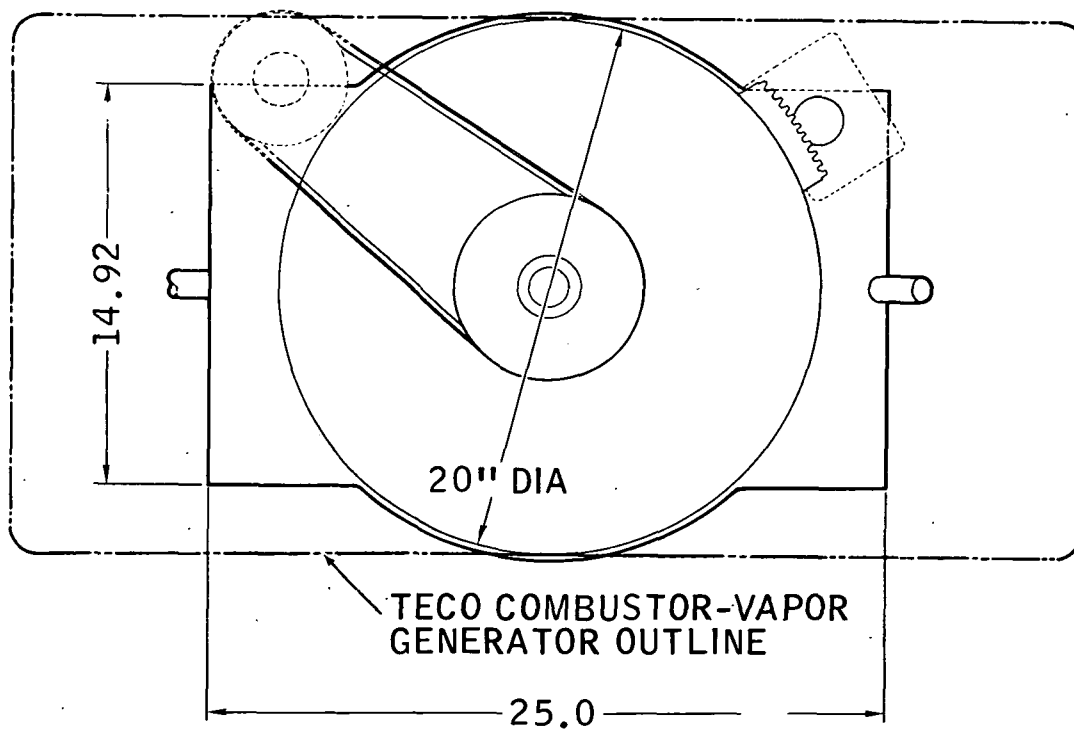 14.92
20" DIA
TECO COMBUSTOR-VAPOR
GENERATOR OUTLINE
25.0